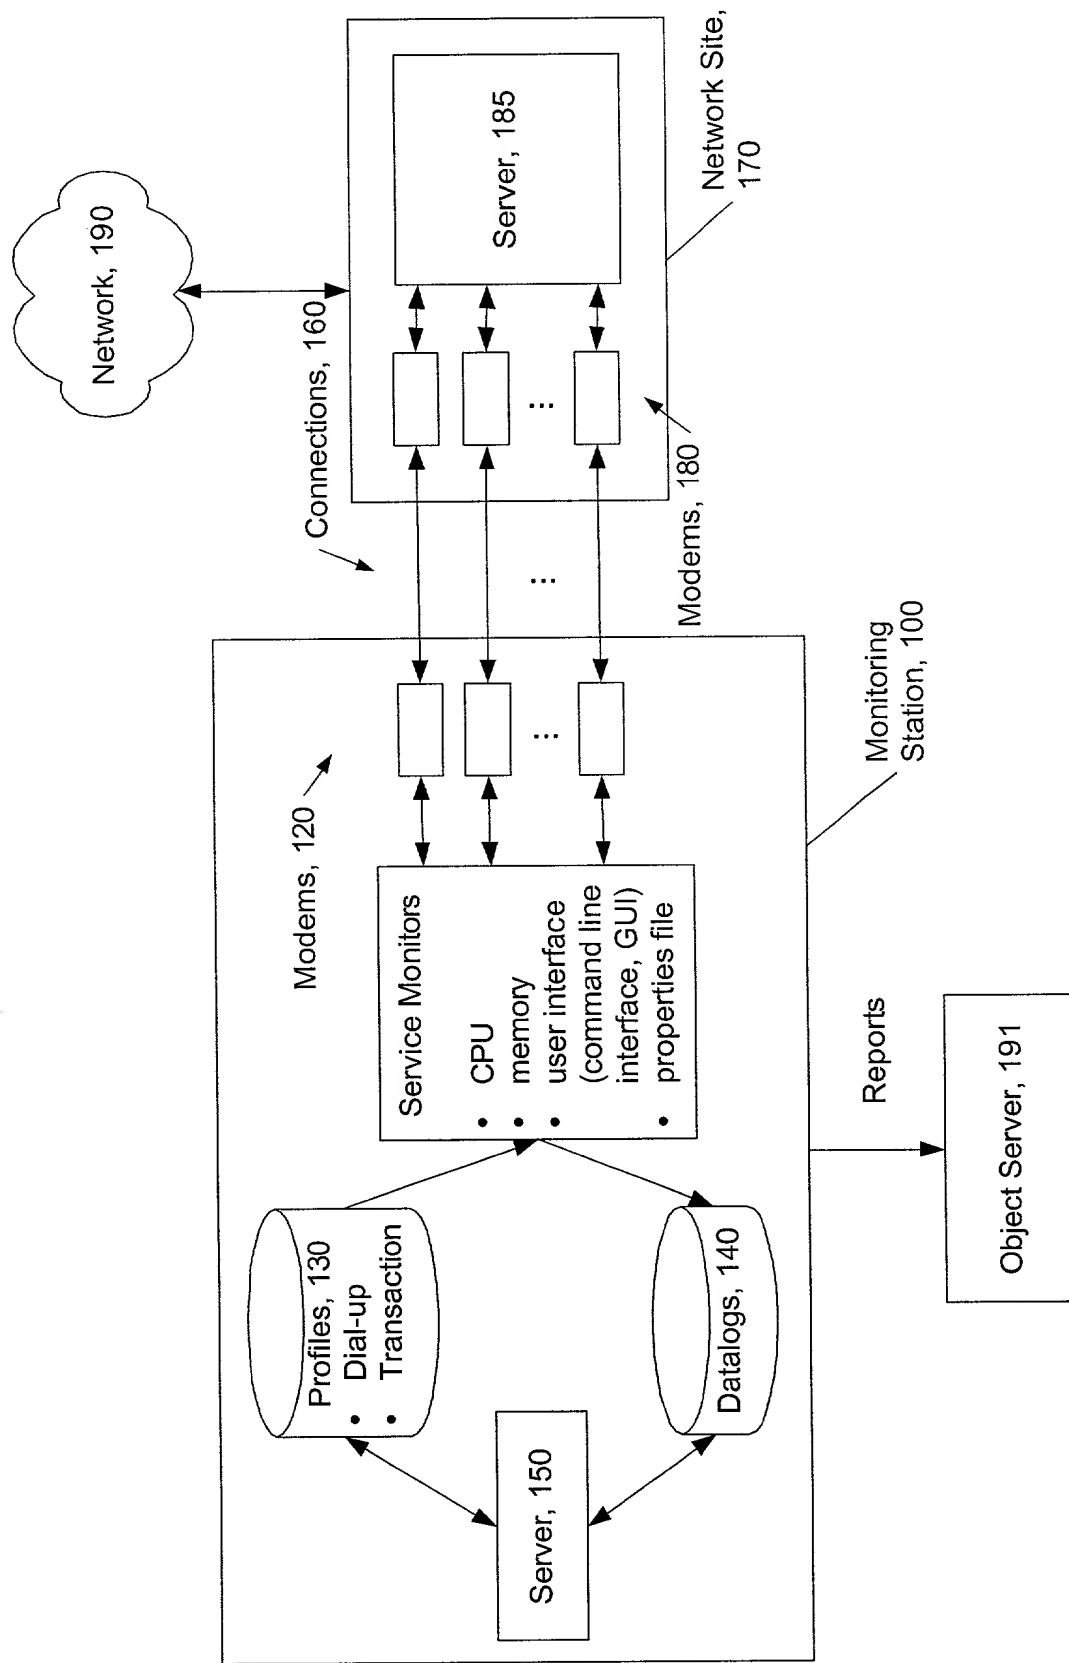 Network, 190
Connections, 160
Server, 185
Network Site,
170
Modems, 180
...
...
...
Modems, 120
Monitoring
Station, 100
Service Monitors
• CPU
• memory
• user interface
(command line
interface, GUI)
• properties file
Profiles, 130
• Dial-up
• Transaction
Datalogs, 140
Server, 150
Reports
Object Server, 191